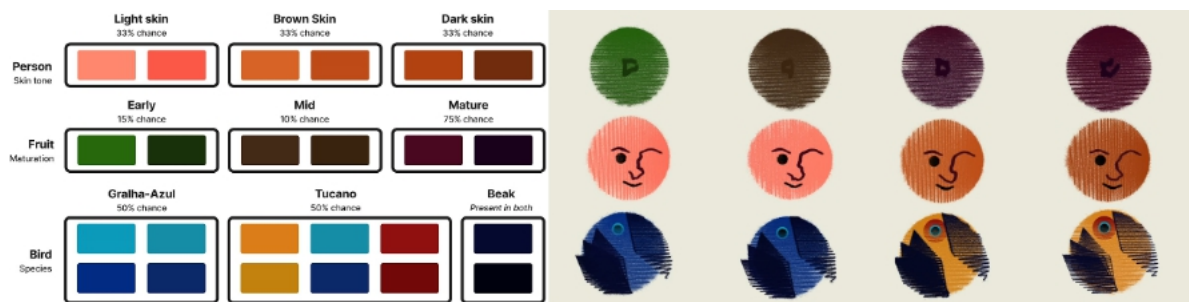 Light skin Brown Skin Dark skin
33% chance 33% chance 33% chance
Person
Skin tone
Early Mid Mature
15% chance 10% chance 75% chance
Fruit
Maturation
Gralha-Azul Tucano Beak
50% chance 50% chance Present in both
Bird
Species